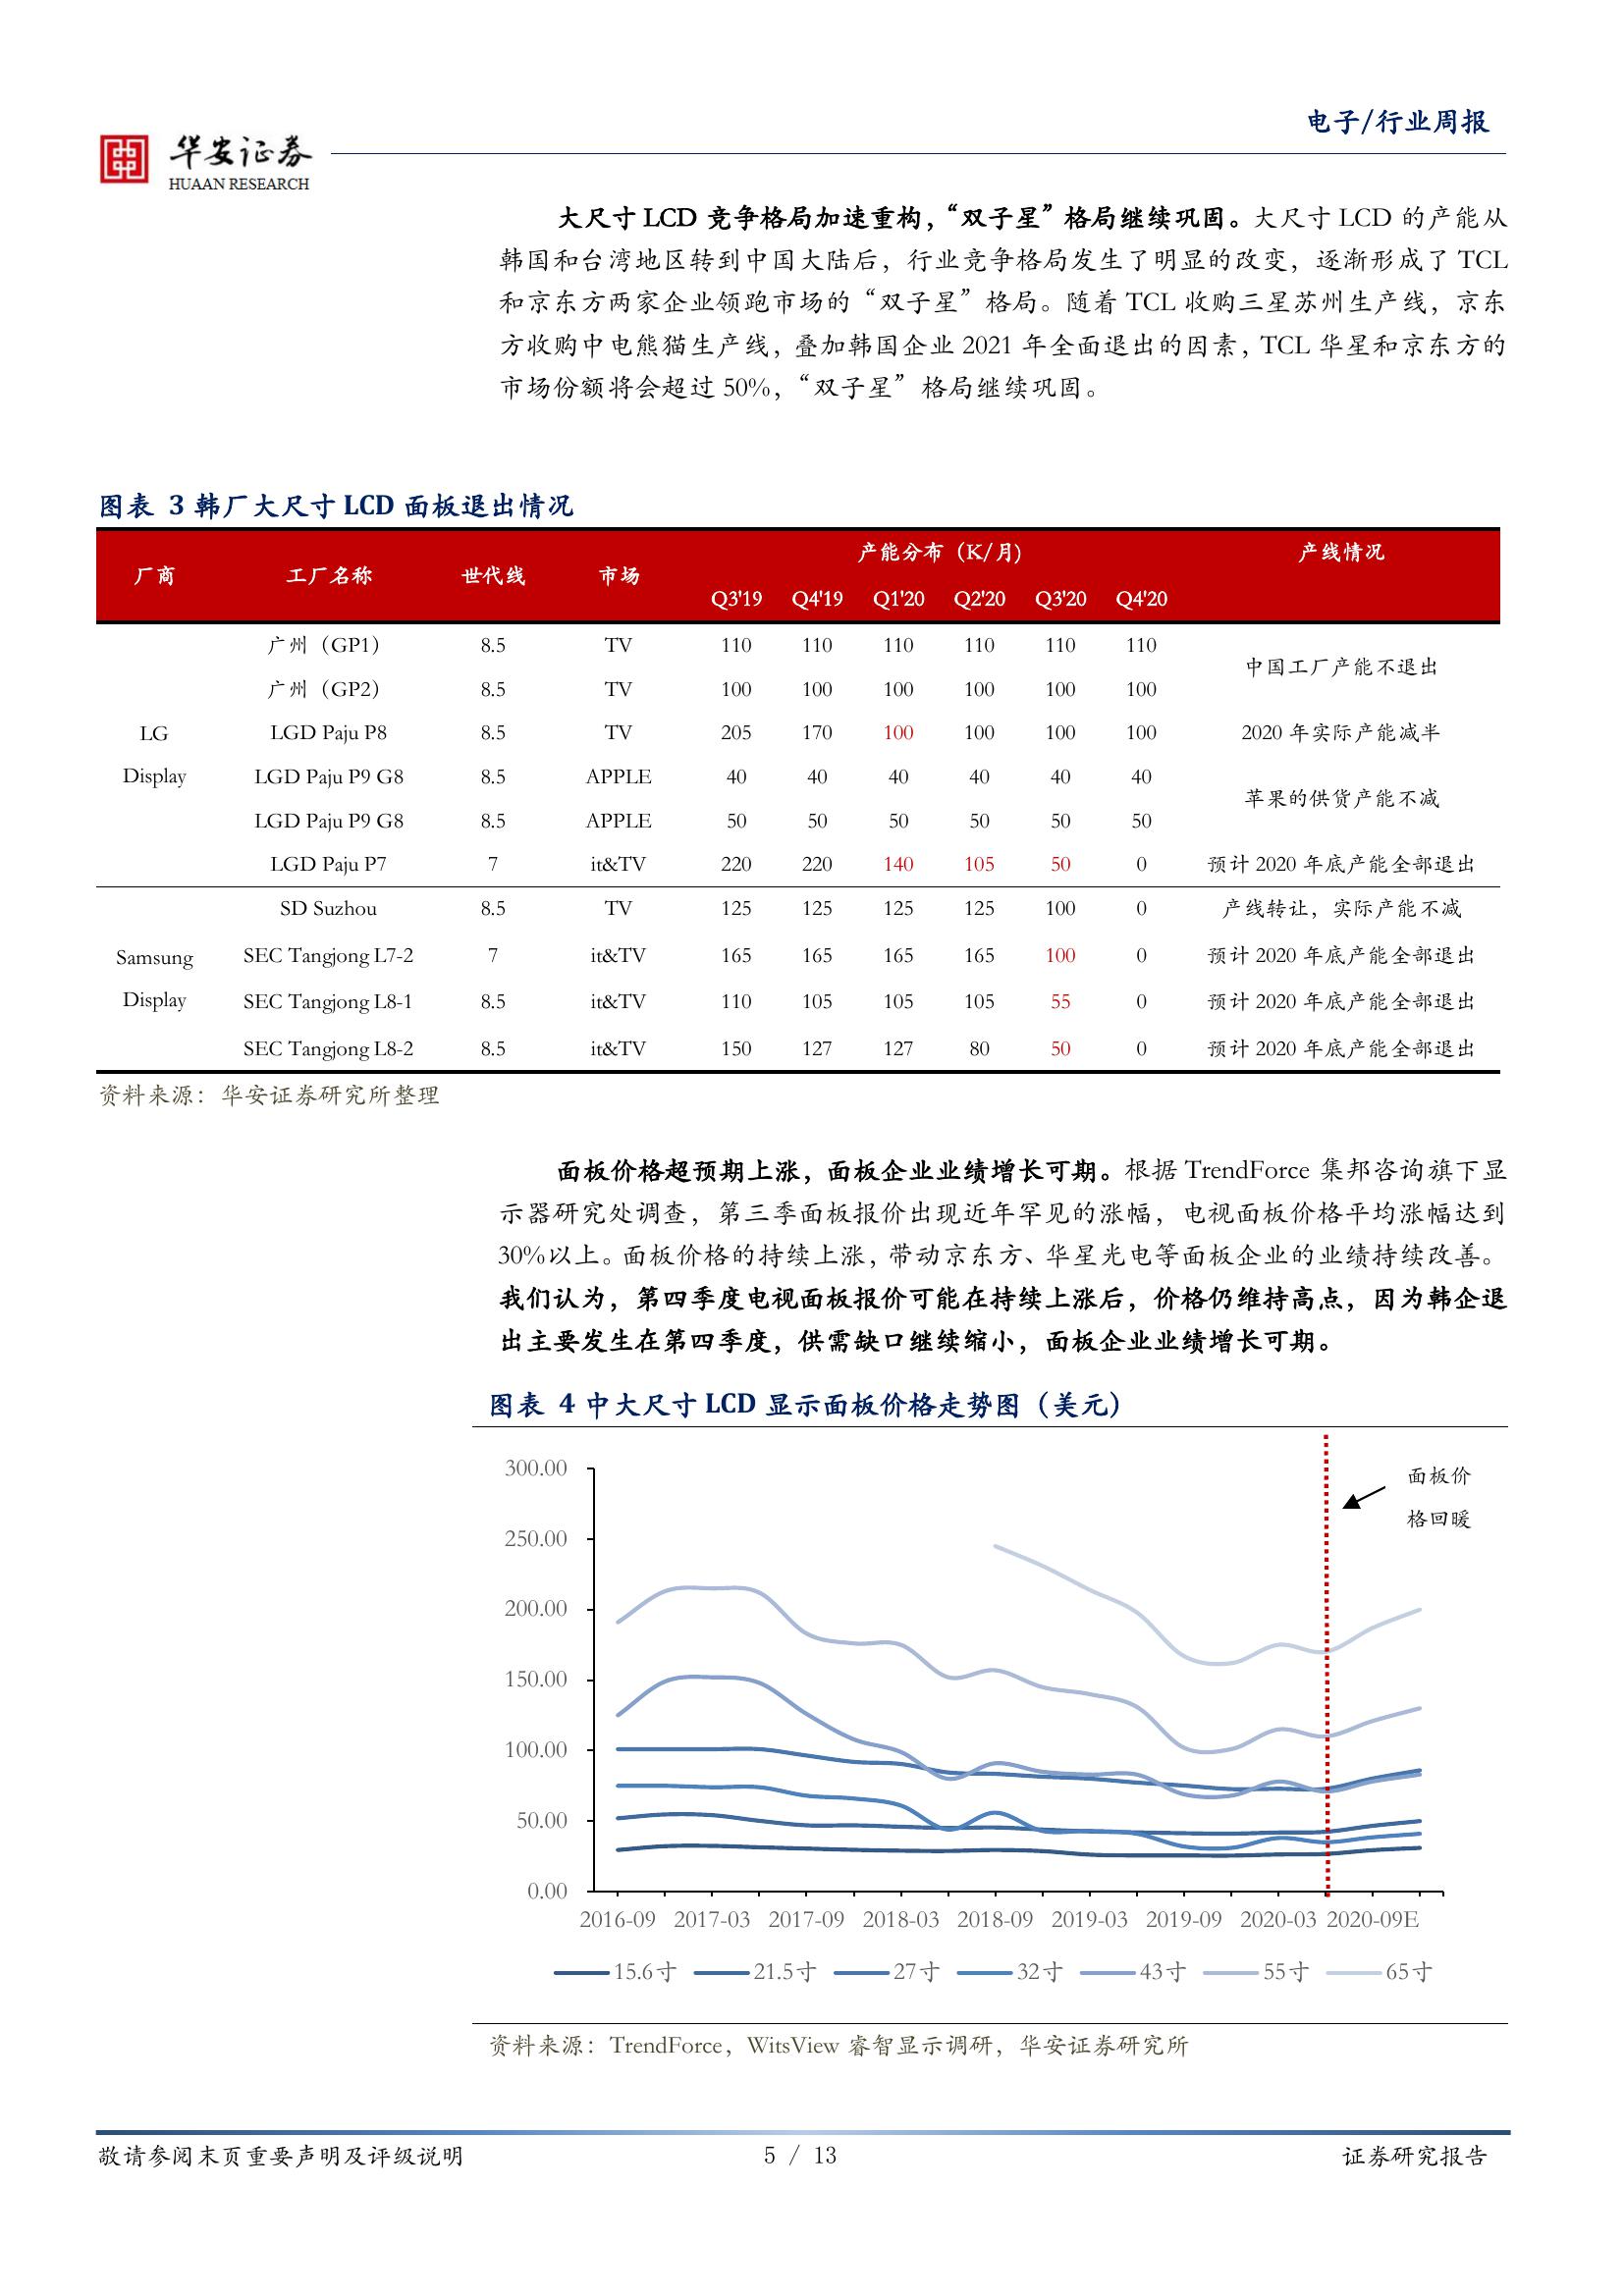 电子/行业周报
华安证券
HUAAN RESEARCH
大尺寸 LCD 竞争格局加速重构，“双子星”格局继续巩固。大尺寸 LCD 的产能从
韩国和台湾地区转到中国大陆后，行业竞争格局发生了明显的改变，逐渐形成了 TCL
和京东方两家企业领跑市场的“双子星”格局。随着 TCL 收购三星苏州生产线，京东
方收购中电熊猫生产线，叠加韩国企业 2021 年全面退出的因素，TCL 华星和京东方的
市场份额将会超过 50%，“双子星”格局继续巩固。
图表 3 韩厂大尺寸 LCD 面板退出情况
厂商 工厂名称 世代线 市场 产能分布（K/月） 产线情况
Q3'19 Q4'19 Q1'20 Q2'20 Q3'20 Q4'20
广州（GP1） 8.5 TV 110 110 110 110 110 110
中国工厂产能不退出
广州（GP2） 8.5 TV 100 100 100 100 100 100
LG LGD Paju P8 8.5 TV 205 170 100 100 100 100 2020 年实际产能减半
Display LGD Paju P9 G8 8.5 APPLE 40 40 40 40 40 40
苹果的供货产能不减
LGD Paju P9 G8 8.5 APPLE 50 50 50 50 50 50
LGD Paju P7 7 it&TV 220 220 140 105 50 0 预计 2020 年底产能全部退出
SD Suzhou 8.5 TV 125 125 125 125 100 0 产线转让，实际产能不减
Samsung SEC Tangjong L7-2 7 it&TV 165 165 165 165 100 0 预计 2020 年底产能全部退出
Display SEC Tangjong L8-1 8.5 it&TV 110 105 105 105 55 0 预计 2020 年底产能全部退出
SEC Tangjong L8-2 8.5 it&TV 150 127 127 80 50 0 预计 2020 年底产能全部退出
资料来源：华安证券研究所整理
面板价格超预期上涨，面板企业业绩增长可期。根据 TrendForce 集邦咨询旗下显
示器研究处调查，第三季面板报价出现近年罕见的涨幅，电视面板价格平均涨幅达到
30%以上。面板价格的持续上涨，带动京东方、华星光电等面板企业的业绩持续改善。
我们认为，第四季度电视面板报价可能在持续上涨后，价格仍维持高点，因为韩企退
出主要发生在第四季度，供需缺口继续缩小，面板企业业绩增长可期。
图表 4 中大尺寸 LCD 显示面板价格走势图（美元）
面板价
格回暖
300.00
250.00
200.00
150.00
100.00
50.00
0.00
2016-09 2017-03 2017-09 2018-03 2018-09 2019-03 2019-09 2020-03 2020-09E
15.6寸 21.5寸 27寸 32寸 43寸 55寸 65寸
资料来源：TrendForce，WitsView 睿智显示调研，华安证券研究所
敬请参阅末页重要声明及评级说明 5 / 13 证券研究报告